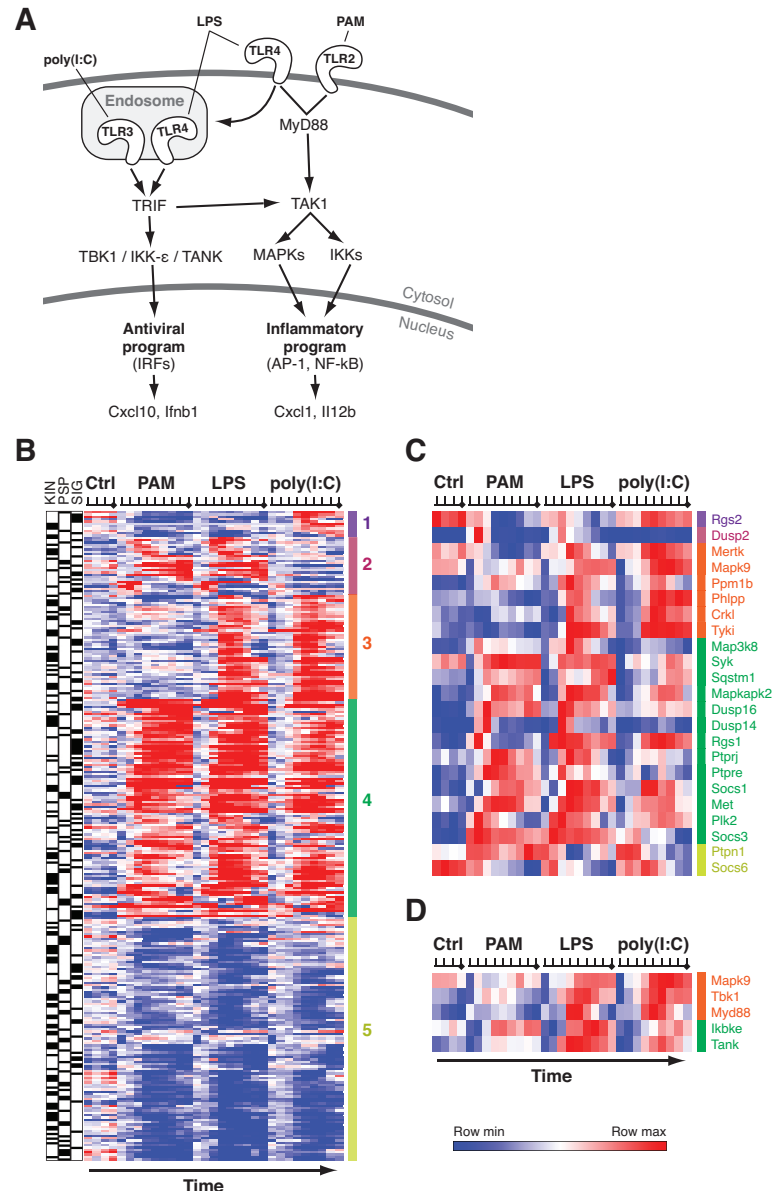 A
LPS
PAM
poly(I:C)
TLR4
TLR2
Endosome
TLR3
TLR4
MyD88
TRIF
TAK1
TBK1 / IKK-ε / TANK
MAPKs
IKKs
Cytosol
Nucleus
Antiviral
program
(IRFs)
Inflammatory
program
(AP-1, NF-kB)
Cxcl10, Ifnb1
Cxcl1, Il12b
B
KIN
PSP
SIG
Ctrl
PAM
LPS
poly(I:C)
1
2
3
4
5
Time
C
Ctrl
PAM
LPS
poly(I:C)
Rgs2
Dusp2
Mertk
Mapk9
Ppm1b
Phlpp
Crkl
Tyki
Map3k8
Syk
Sqstm1
Mapkapk2
Dusp16
Dusp14
Rgs1
Ptprj
Ptpre
Socs1
Met
Plk2
Socs3
Ptpn1
Socs6
D
Ctrl
PAM
LPS
poly(I:C)
Mapk9
Tbk1
Myd88
Ikbke
Tank
Time
Row min
Row max